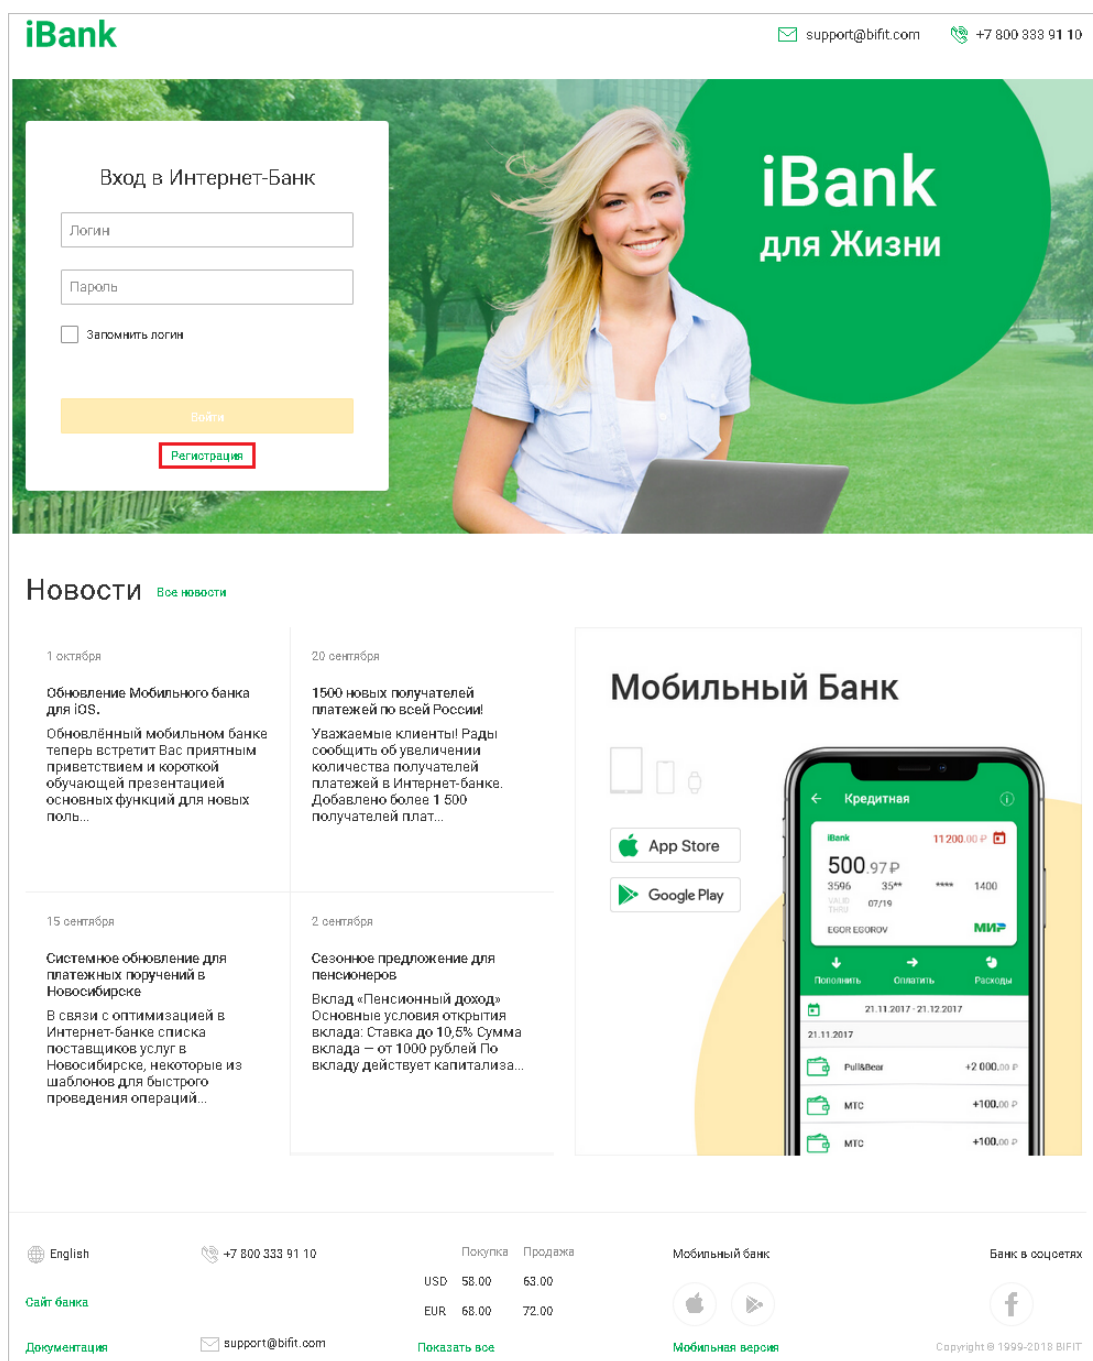 iBank
support@bifit.com
+7 800 333 91 10
Вход в Интернет-Банк
Логин
Пароль
Запомнить логин
Войти
Регистрация
iBank
для Жизни
Новости Все новости
1 октября
Обновление Мобильного банка
для iOS.
Обновлённый мобильном банке
теперь встретит Вас приятным
приветствием и короткой
обучающей презентацией
основных функций для новых
поль...
20 сентября
1500 новых получателей
платежей по всей России!
Уважаемые клиенты! Рады
сообщить об увеличении
количества получателей
платежей в Интернет-банке.
Добавлено более 1 500
получателей плат...
15 сентября
Системное обновление для
платежных поручений в
Новосибирске
В связи с оптимизацией в
Интернет-банке списка
поставщиков услуг в
Новосибирске, некоторые из
шаблонов для быстрого
проведения операций...
2 сентября
Сезонное предложение для
пенсионеров
Вклад «Пенсионный доход»
Основные условия открытия
вклада: Ставка до 10,5% Сумма
вклада — от 1000 рублей По
вкладу действует капитализа...
Мобильный Банк
App Store
Google Play
Кредитная
iBank 11 200.00 ₽
500.97 ₽
3596 35** **** 1400
VALID
THRU 07/19
EGOR EGOROV МИР
Пополнить Оплатить Расходы
21.11.2017 - 21.12.2017
21.11.2017
Pull&Bear +2 000.00 ₽
МТС +100.00 ₽
МТС +100.00 ₽
English
Сайт банка
Документация
+7 800 333 91 10
support@bifit.com
Покупка Продажа
USD 58.00 63.00
EUR 68.00 72.00
Показать все
Мобильный банк
Мобильная версия
Банк в соцсетях
Copyright © 1999-2018 BIFIT